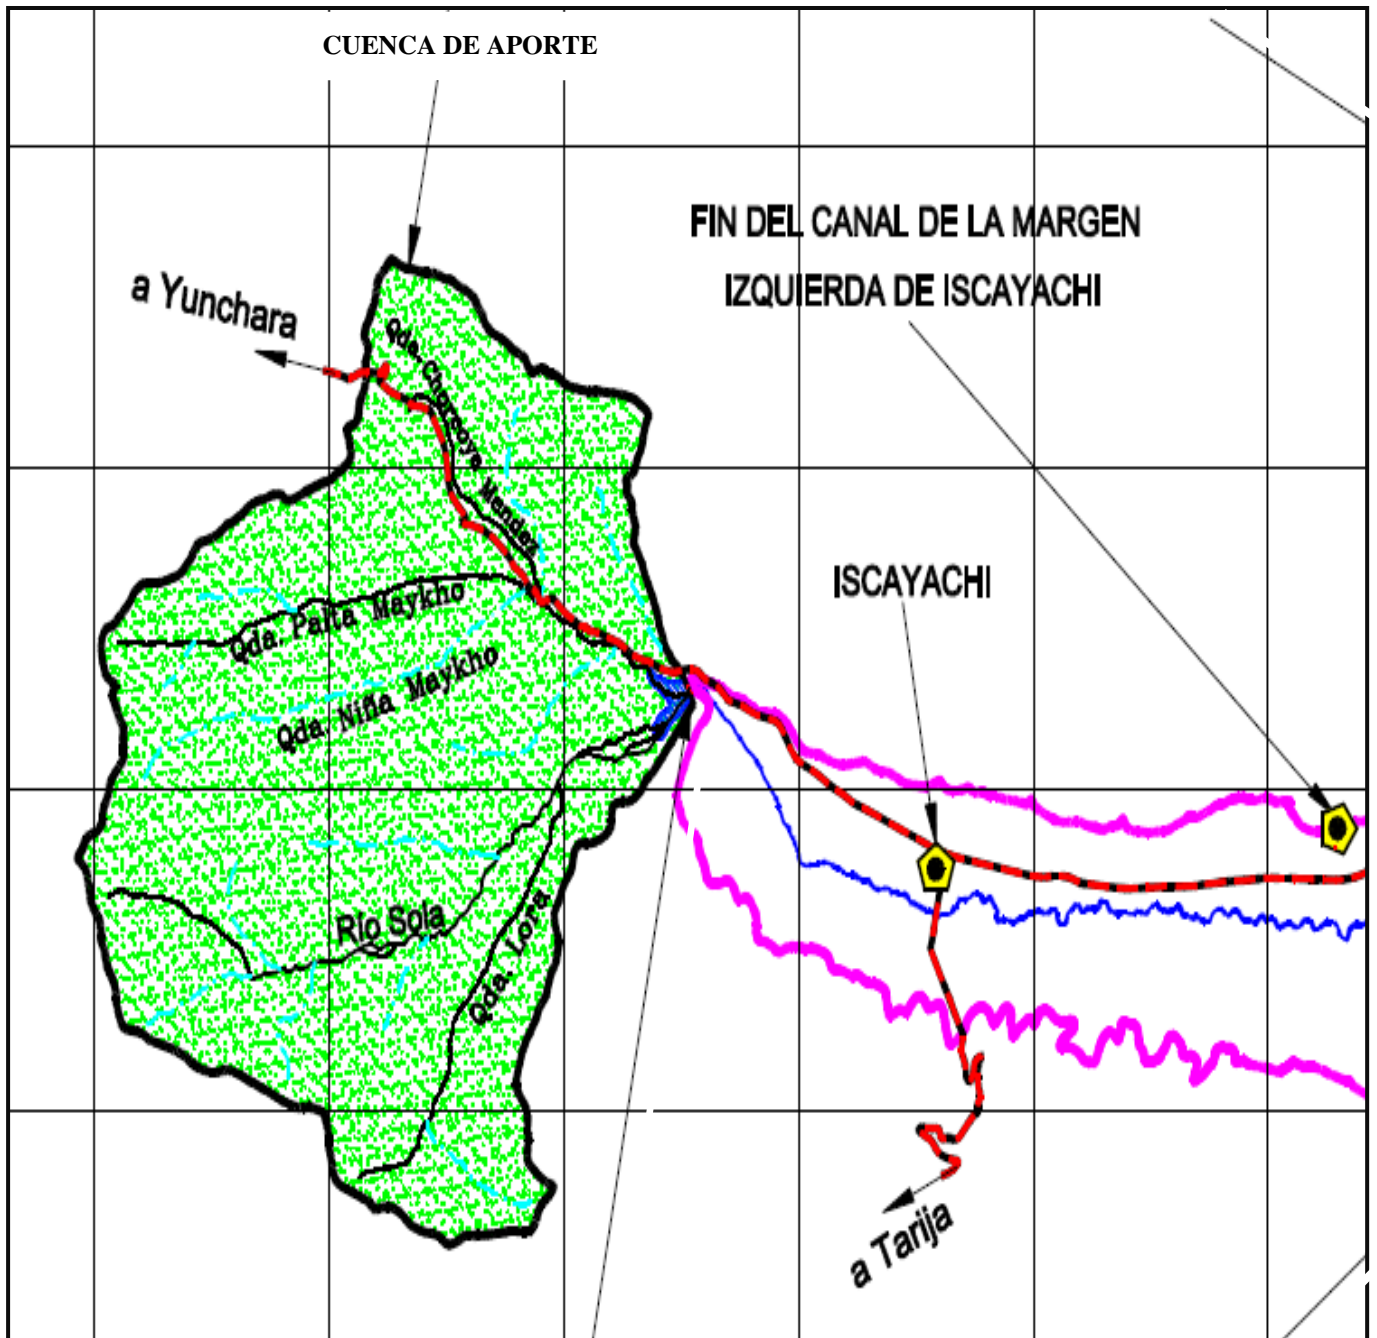 CUENCA DE APORTE
FIN DEL CANAL DE LA MARGEN
IZQUIERDA DE ISCAYACHI
a Yunchara
Qda. Chorcoya Mendez
ISCAYACHI
Qda. Palta Maykho
Qda. Niña Maykho
Río Sola
Qda. Lora
a Tarija